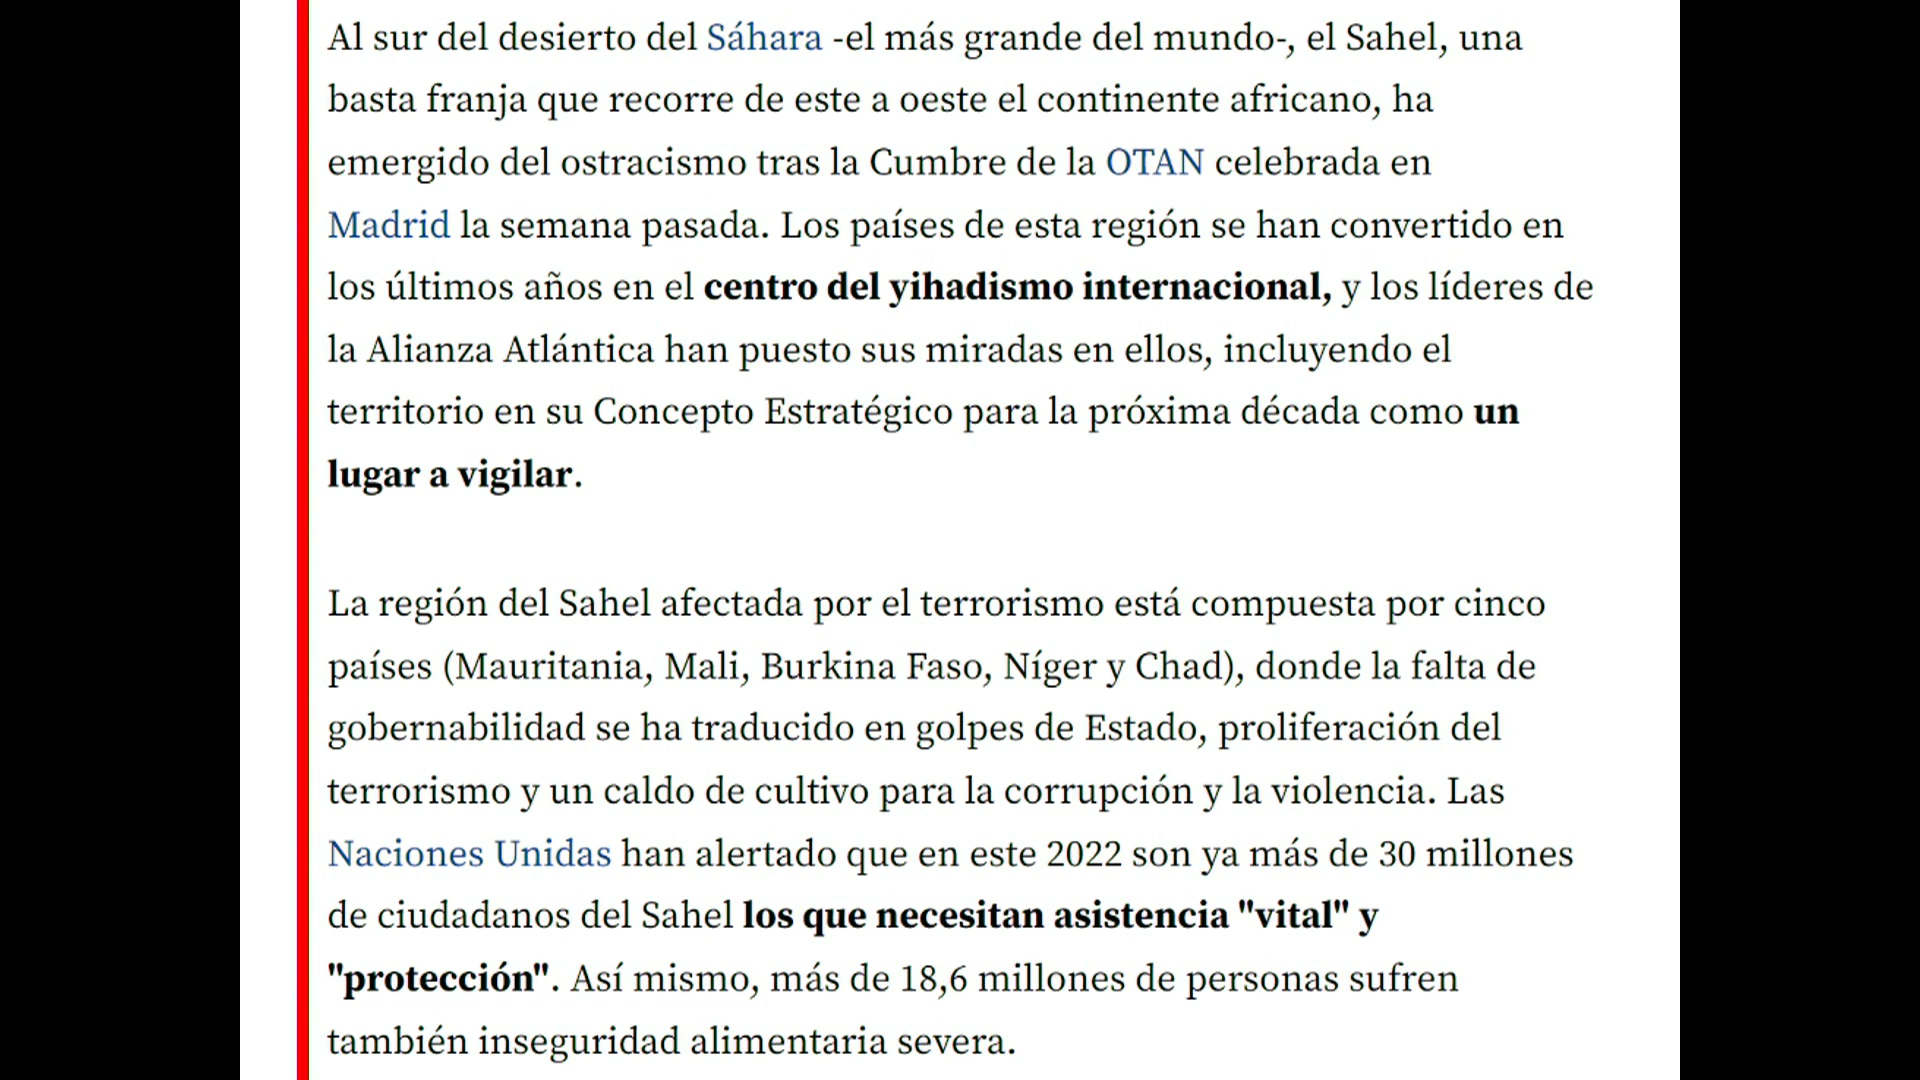 Al sur del desierto del Sáhara -el más grande del mundo-, el Sahel, una
basta franja que recorre de este a oeste el continente africano, ha
emergido del ostracismo tras la Cumbre de la OTAN celebrada en
Madrid la semana pasada. Los países de esta región se han convertido en
los últimos años en el centro del yihadismo internacional, y los líderes de
la Alianza Atlántica han puesto sus miradas en ellos, incluyendo el
territorio en su Concepto Estratégico para la próxima década como un
lugar a vigilar.
La región del Sahel afectada por el terrorismo está compuesta por cinco
países (Mauritania, Mali, Burkina Faso, Níger y Chad), donde la falta de
gobernabilidad se ha traducido en golpes de Estado, proliferación del
terrorismo y un caldo de cultivo para la corrupción y la violencia. Las
Naciones Unidas han alertado que en este 2022 son ya más de 30 millones
de ciudadanos del Sahel los que necesitan asistencia "vital" y
"protección". Así mismo, más de 18,6 millones de personas sufren
también inseguridad alimentaria severa.